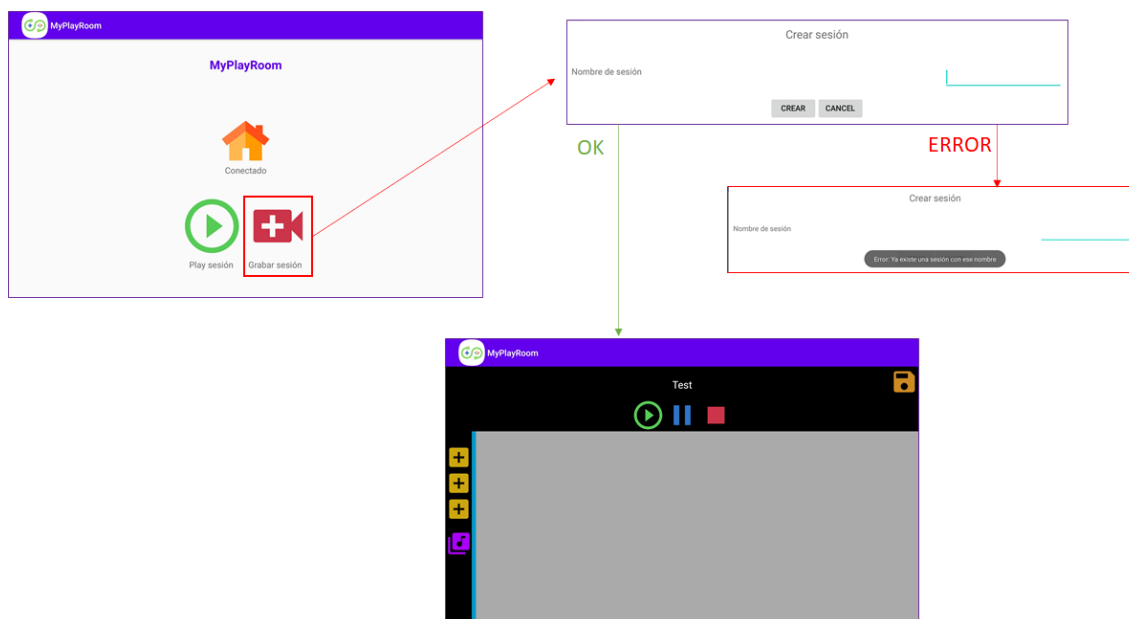 MyPlayRoom
MyPlayRoom
Conectado
Play sesión
Grabar sesión
Crear sesión
Nombre de sesión
CREAR
CANCEL
OK
ERROR
Crear sesión
Nombre de sesión
Error: Ya existe una sesión con ese nombre
MyPlayRoom
Test